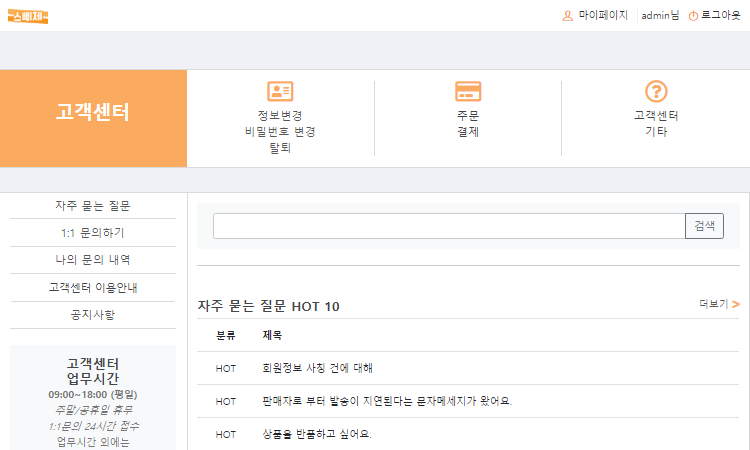 스베제
마이페이지
admin님
로그아웃
고객센터
정보변경
비밀번호 변경
탈퇴
주문
결제
고객센터
기타
자주 묻는 질문
1:1 문의하기
나의 문의 내역
고객센터 이용안내
공지사항
고객센터
업무시간
09:00~18:00 (평일)
주말/공휴일 휴무
1:1문의 24시간 접수
업무시간 외에는
검색
자주 묻는 질문 HOT 10
더보기 >
분류 제목
HOT 회원정보 사칭 건에 대해
HOT 판매자로 부터 발송이 지연된다는 문자메세지가 왔어요.
HOT 상품을 반품하고 싶어요.